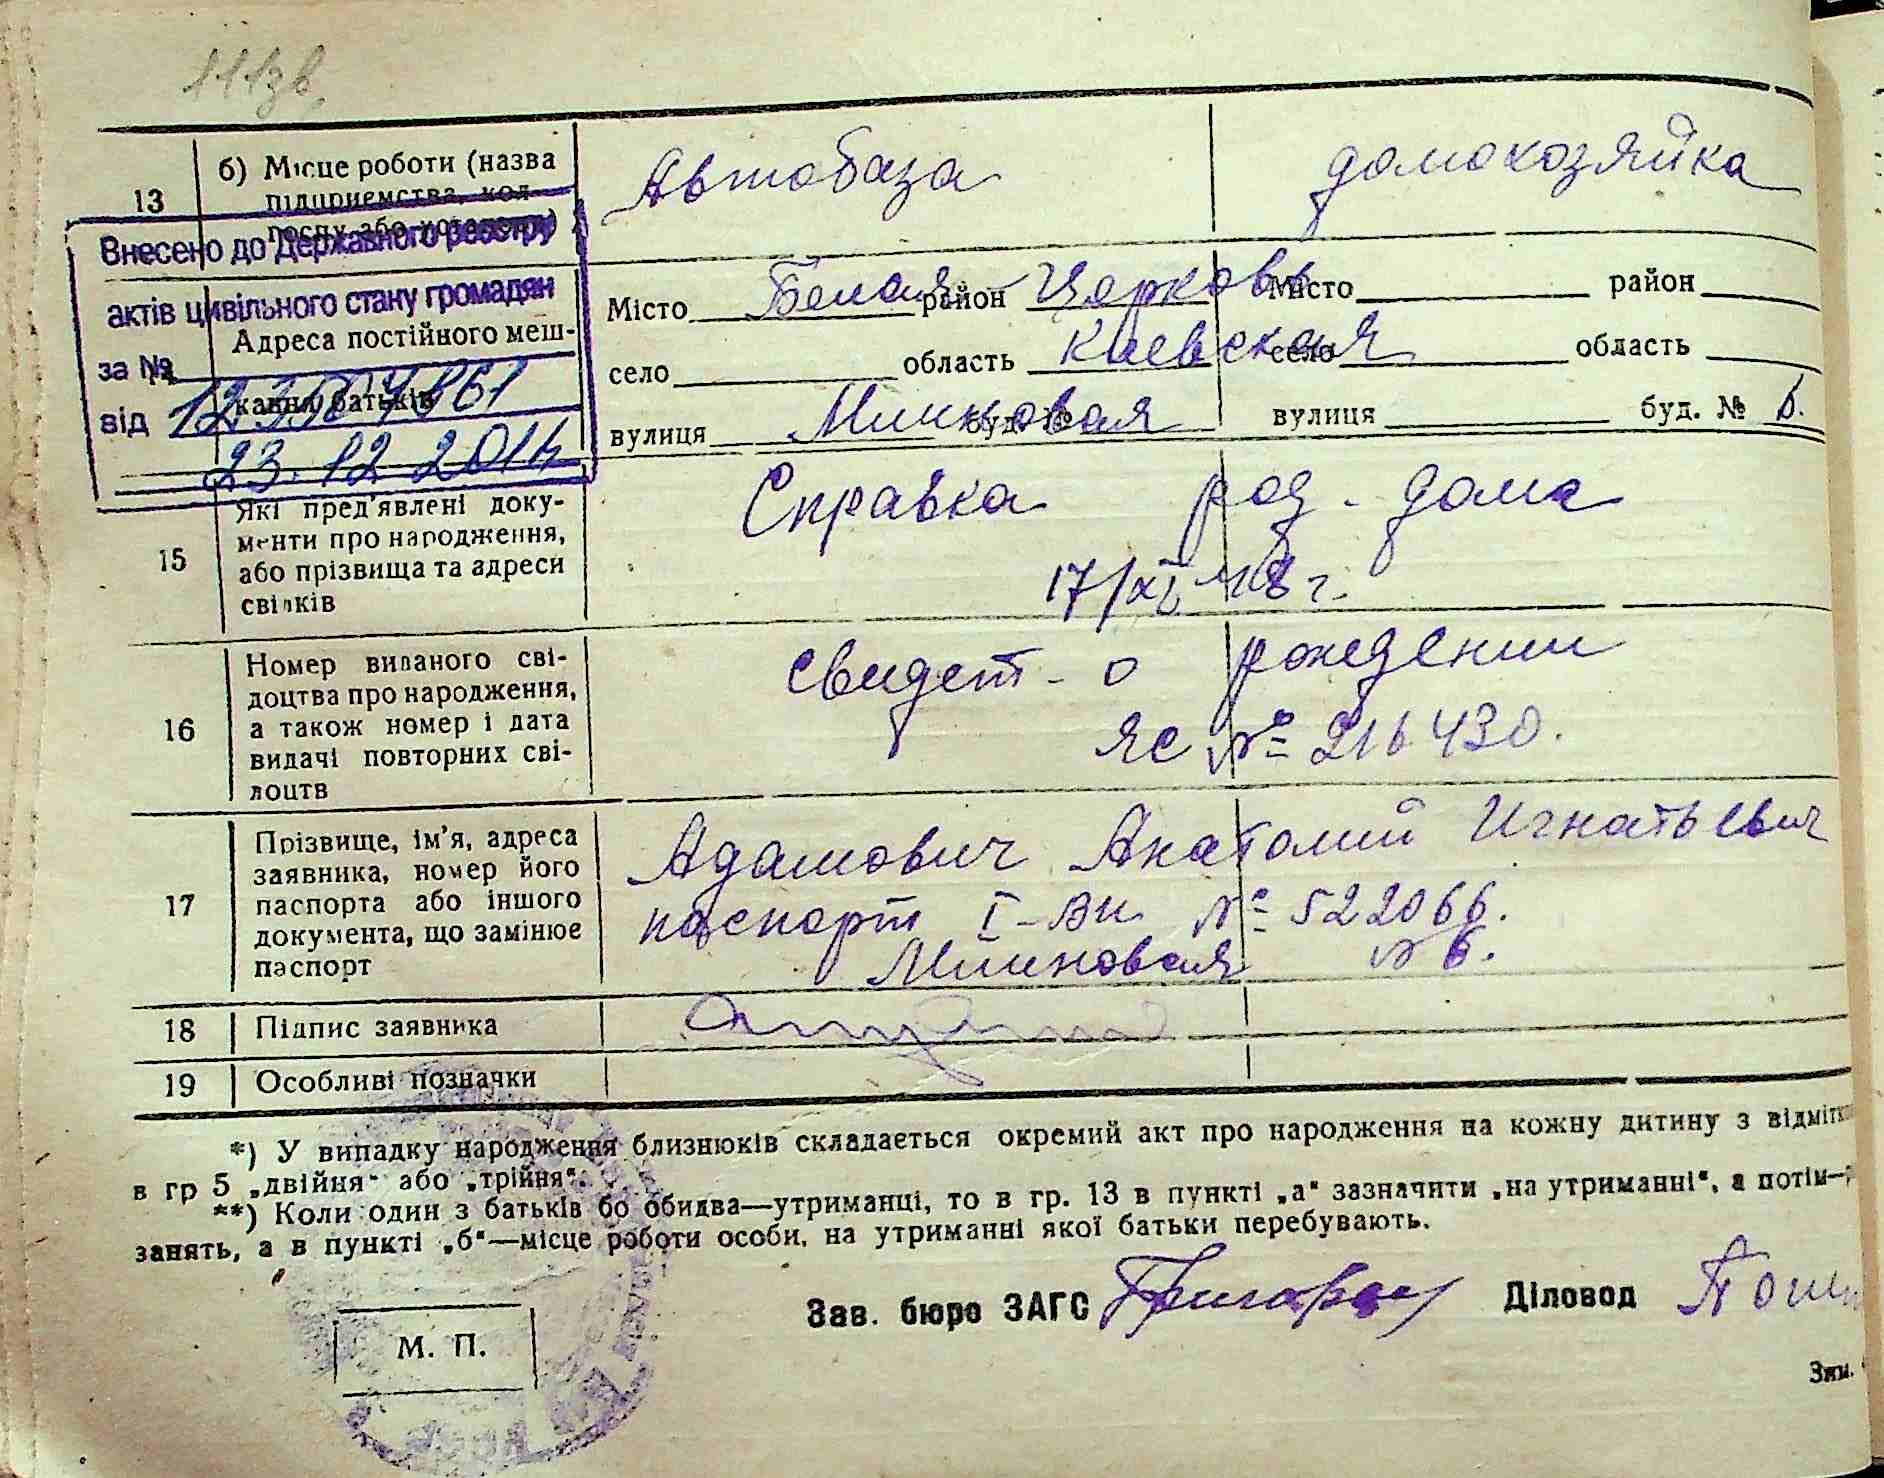 111зв
13 б) Місце роботи (назва підприємства, кол-
госпу або установи)
Автобаза
домохозяйка
Внесено до Державного реєстру
актів цивільного стану громадян
за №
від
23.12.2014
Адреса постійного меш-
кання батьків
Місто Белая район Церковь
село область Киевская
вулиця Млиновая буд. №
Місто район
село область
вулиця буд. № 6.
15 Які пред'явлені доку-
менти про народження,
або прізвища та адреси
свідків
Справка род. дома
17/XI 48 г.
16 Номер виданого сві-
доцтва про народження,
а також номер і дата
видачі повторних сві-
доцтв
свидет- о рождении
ЯС № 216430.
17 Прізвище, ім'я, адреса
заявника, номер його
паспорта або іншого
документа, що замінює
паспорт
Адамович Анатолий Игнатьевич
паспорт I-ВИ № 522066.
Млиновая № 6.
18 Підпис заявника
19 Особливі позначки
*) У випадку народження близнюків складається окремий акт про народження на кожну дитину з відміткою
в гр 5 „двійня" або „трійня".
**) Коли один з батьків бо обидва—утриманці, то в гр. 13 в пункті „а" зазначити „на утриманні", а потім—
занять, а в пункті „б"—місце роботи особи, на утриманні якої батьки перебувають.
Зав. бюро ЗАГС Діловод
М. П.
Зам.